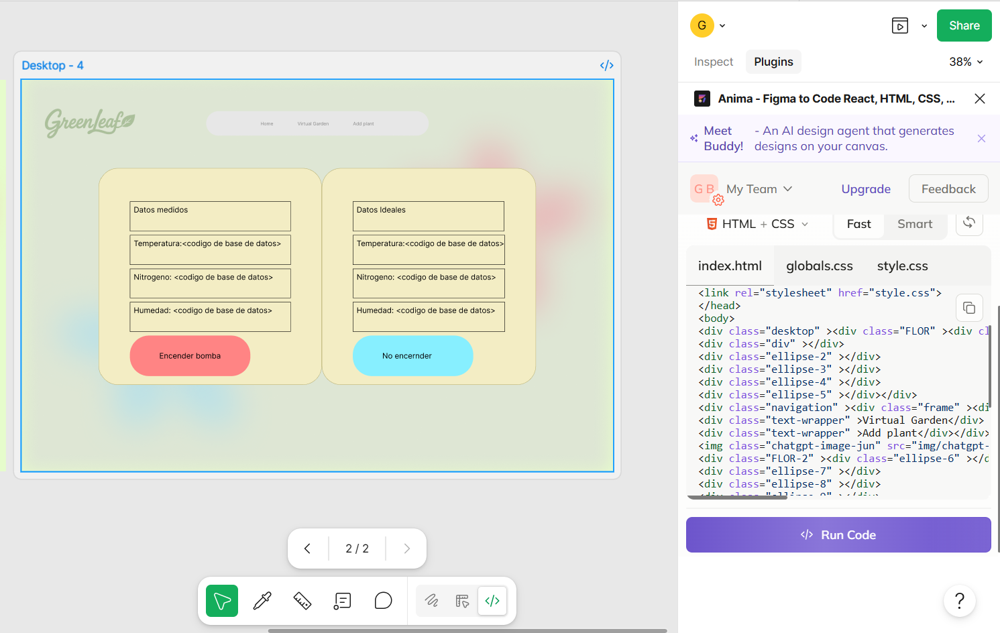 Desktop - 4
GreenLeaf
Home
Virtual Garden
Add plant
Datos medidos
Temperatura:<codigo de base de datos>
Nitrogeno: <codigo de base de datos>
Humedad: <codigo de base de datos>
Encender bomba
Datos Ideales
Temperatura:<codigo de base de datos>
Nitrogeno: <codigo de base de datos>
Humedad: <codigo de base de datos>
No encernder
2 / 2
G
Share
Inspect
Plugins
38%
Anima - Figma to Code React, HTML, CSS, ...
Meet Buddy!
- An AI design agent that generates
designs on your canvas.
G B
My Team
Upgrade
Feedback
HTML + CSS
Fast
Smart
index.html
globals.css
style.css
<link rel="stylesheet" href="style.css">
</head>
<body>
<div class="desktop" ><div class="FLOR" ><div cl
<div class="div" ></div>
<div class="ellipse-2" ></div>
<div class="ellipse-3" ></div>
<div class="ellipse-4" ></div>
<div class="ellipse-5" ></div></div>
<div class="navigation" ><div class="frame" ><di
<div class="text-wrapper" >Virtual Garden</div>
<div class="text-wrapper" >Add plant</div></div>
<img class="chatgpt-image-jun" src="img/chatgpt-
<div class="FLOR-2" ><div class="ellipse-6" ></d
<div class="ellipse-7" ></div>
<div class="ellipse-8" ></div>
<div class="ellipse-9" ></div>
</> Run Code
?